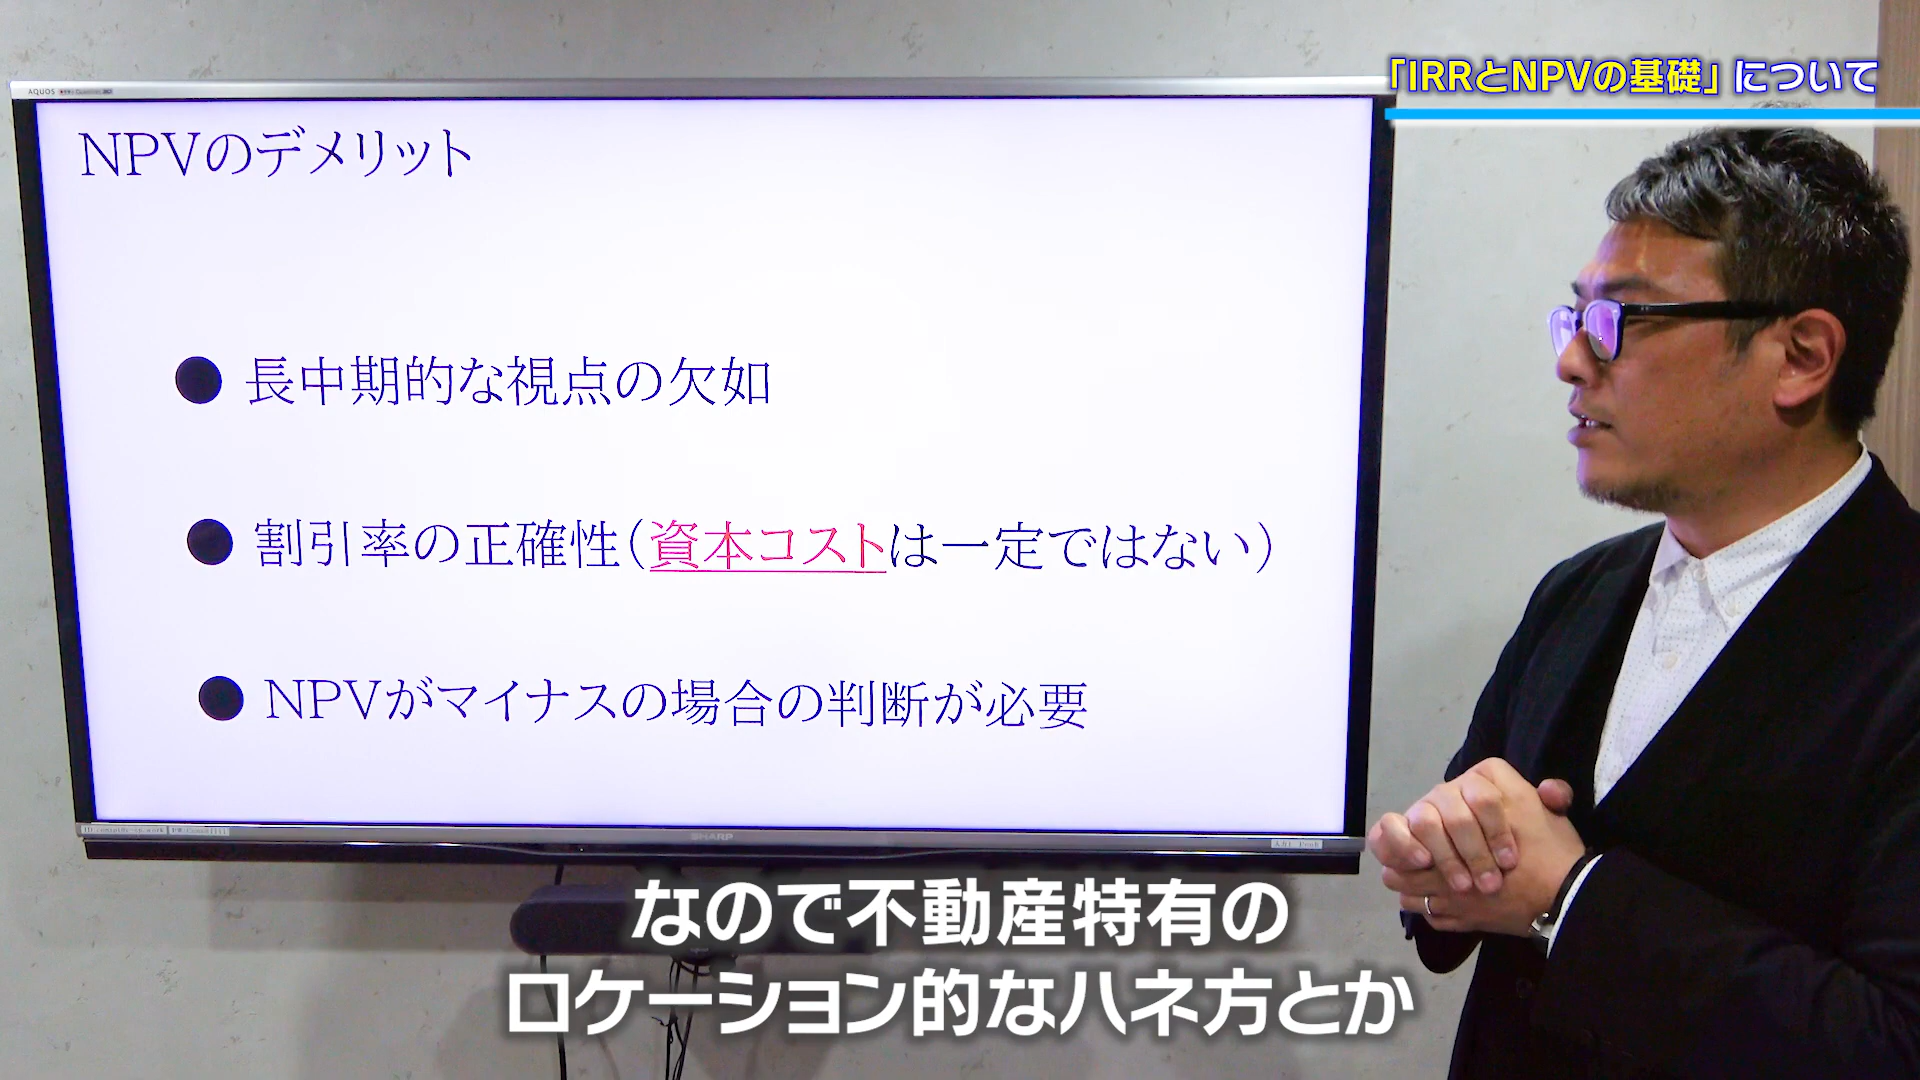 「IRRとNPVの基礎」について
AQUOS
NPVのデメリット
● 長中期的な視点の欠如
● 割引率の正確性（資本コストは一定ではない）
● NPVがマイナスの場合の判断が必要
SHARP
なので不動産特有の
ロケーション的なハネ方とか